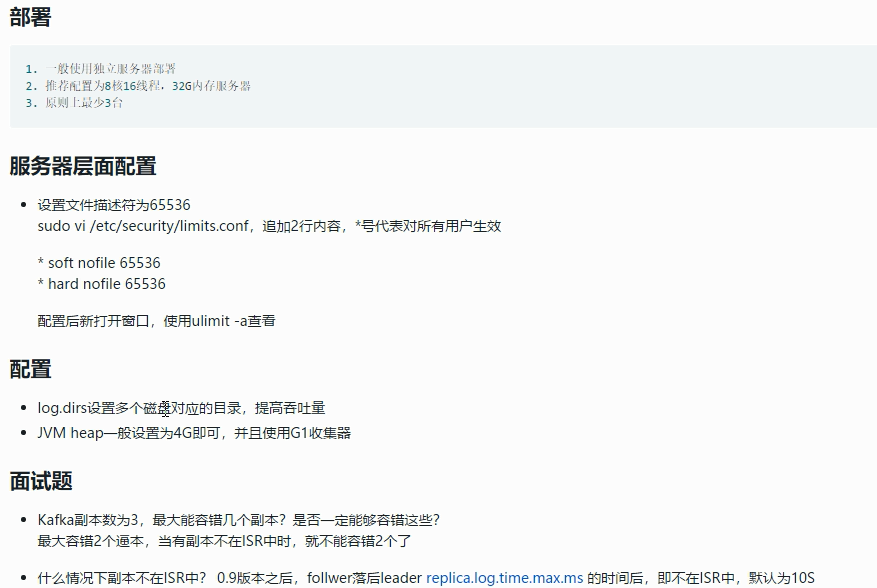 部署
1. 一般使用独立服务器部署
2. 推荐配置为8核16线程，32G内存服务器
3. 原则上最少3台
服务器层面配置
• 设置文件描述符为65536
sudo vi /etc/security/limits.conf，追加2行内容，*号代表对所有用户生效
* soft nofile 65536
* hard nofile 65536
配置后新打开窗口，使用ulimit -a查看
配置
• log.dirs设置多个磁盘对应的目录，提高吞吐量
• JVM heap一般设置为4G即可，并且使用G1收集器
面试题
• Kafka副本数为3，最大能容错几个副本？是否一定能够容错这些？
最大容错2个逼本，当有副本不在ISR中时，就不能容错2个了
• 什么情况下副本不在ISR中？ 0.9版本之后，follwer落后leader replica.log.time.max.ms 的时间后，即不在ISR中，默认为10S